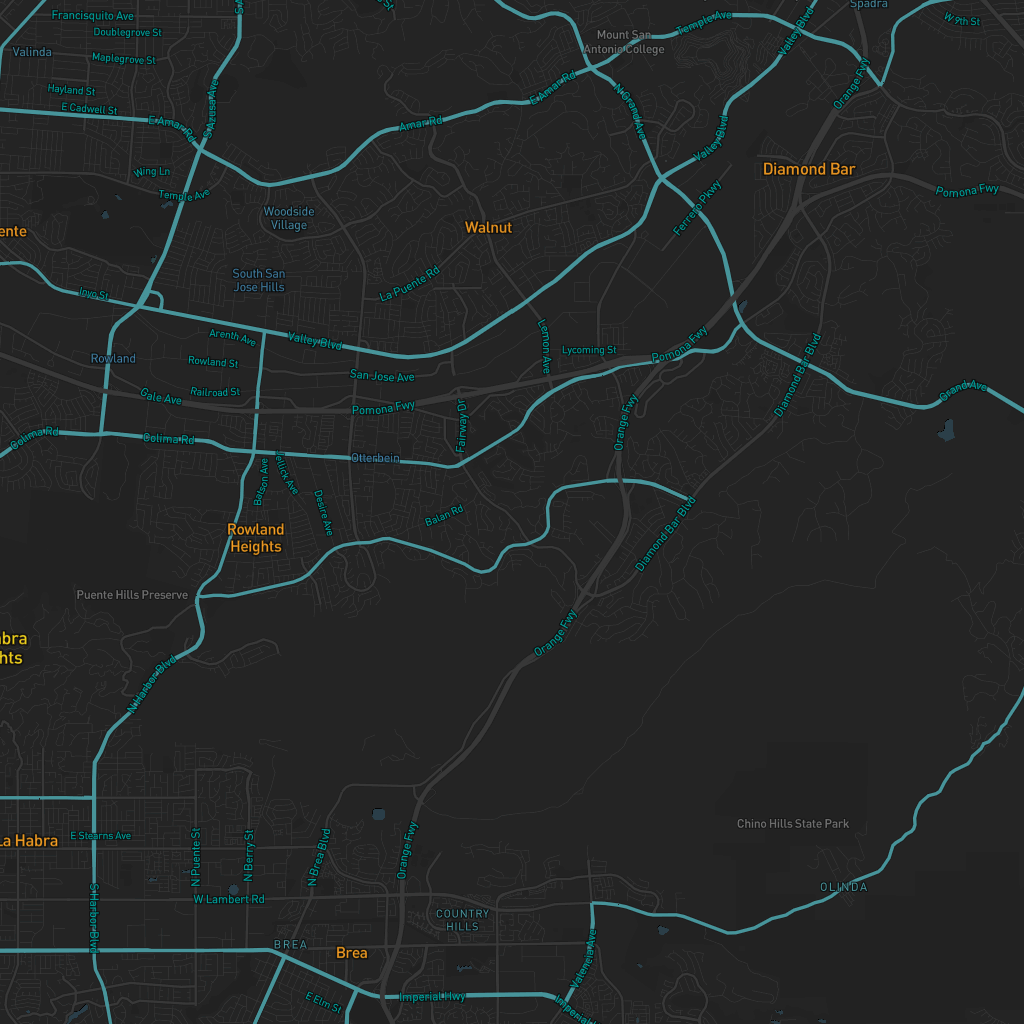 Spadra
Francisquito Ave
W 9th St
Temple Ave
Doublegrove St
Mount San
Antonio College
Valley Blvd
Valinda
Maplegrove St
E Amar Rd
Orange Fwy
Hayland St
S Azusa Ave
N Grand Ave
E Cadwell St
E Amar Rd
Amar Rd
Valley Blvd
Wing Ln
Diamond Bar
Temple Ave
Pomona Fwy
Woodside
Village
Ferrero Pkwy
Walnut
ente
South San
Jose Hills
La Puente Rd
Inyo St
Arenth Ave
Valley Blvd
Lemon Ave
Lycoming St
Pomona Fwy
Rowland
Rowland St
San Jose Ave
Diamond Bar Blvd
Railroad St
Gale Ave
Pomona Fwy
Grand Ave
Fairway Dr
Orange Fwy
Colima Rd
Colima Rd
Otterbein
Batson Ave
Jellick Ave
Desire Ave
Balan Rd
Diamond Bar Blvd
Rowland
Heights
Puente Hills Preserve
Orange Fwy
abra
hts
N Harbor Blvd
Chino Hills State Park
La Habra
E Stearns Ave
N Puente St
N Berry St
N Brea Blvd
Orange Fwy
OLINDA
W Lambert Rd
S Harbor Blvd
COUNTRY
HILLS
BREA
Brea
Valencia Ave
Imperial Hwy
E Elm St
Imperial